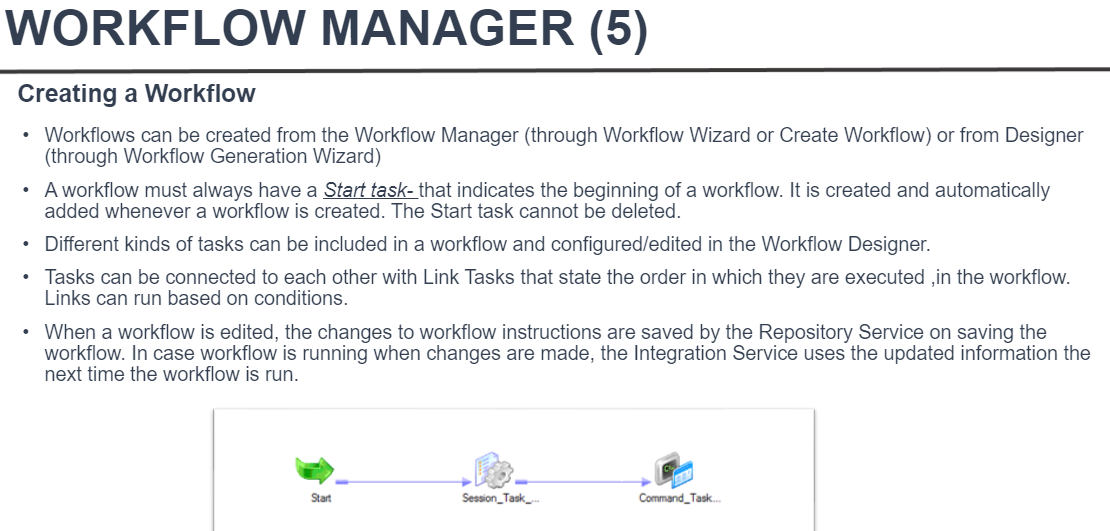 WORKFLOW MANAGER (5)
Creating a Workflow
• Workflows can be created from the Workflow Manager (through Workflow Wizard or Create Workflow) or from Designer
(through Workflow Generation Wizard)
• A workflow must always have a Start task- that indicates the beginning of a workflow. It is created and automatically
added whenever a workflow is created. The Start task cannot be deleted.
• Different kinds of tasks can be included in a workflow and configured/edited in the Workflow Designer.
• Tasks can be connected to each other with Link Tasks that state the order in which they are executed ,in the workflow.
Links can run based on conditions.
• When a workflow is edited, the changes to workflow instructions are saved by the Repository Service on saving the
workflow. In case workflow is running when changes are made, the Integration Service uses the updated information the
next time the workflow is run.
Start Session_Task_... Command_Task...